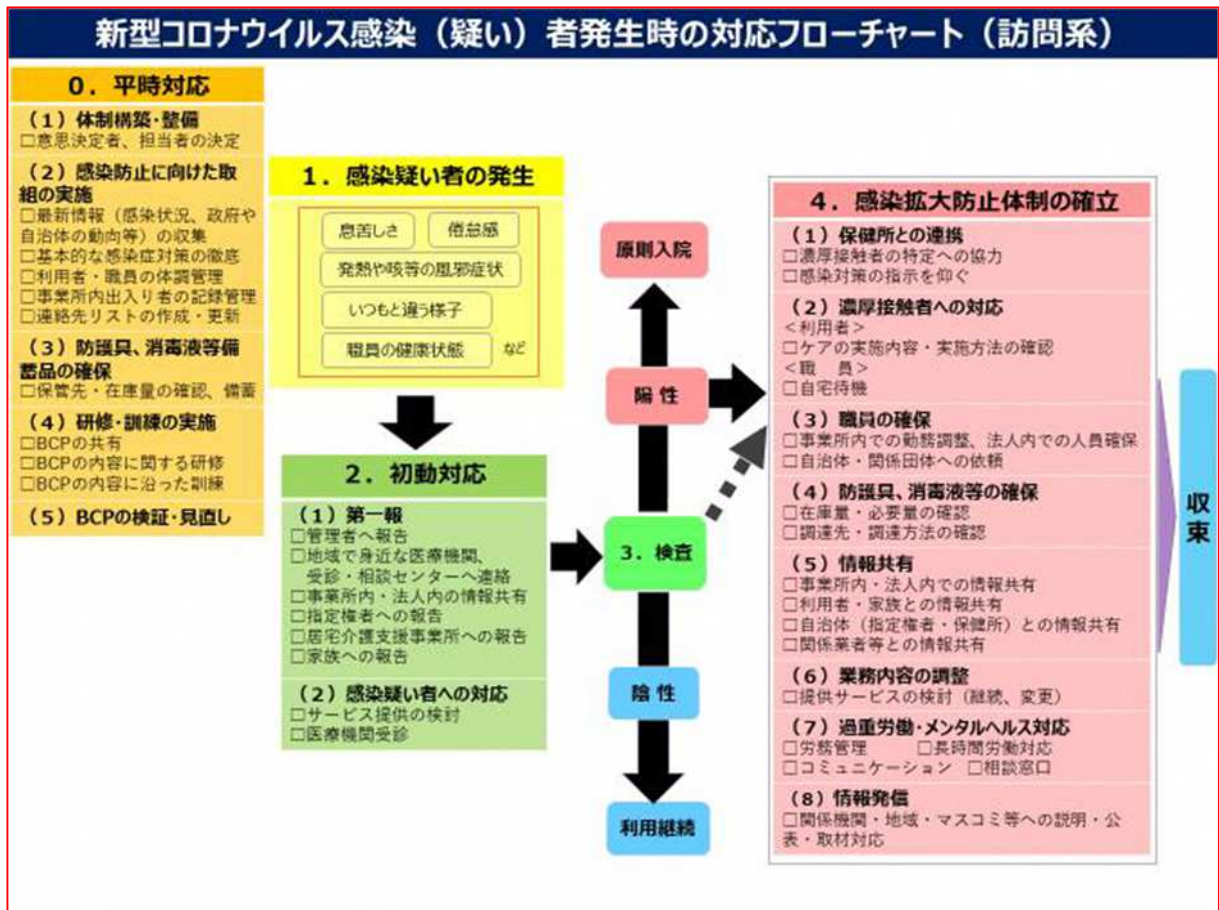 新型コロナウイルス感染（疑い）者発生時の対応フローチャート（訪問系）
０．平時対応
（１）体制構築・整備
□意思決定者、担当者の決定
（２）感染防止に向けた取
組の実施
□最新情報（感染状況、政府や
自治体の動向等）の収集
□基本的な感染症対策の徹底
□利用者・職員の体調管理
□事業所内出入り者の記録管理
□連絡先リストの作成・更新
（３）防護具、消毒液等備
蓄品の確保
□保管先・在庫量の確認、備蓄
（４）研修・訓練の実施
□BCPの共有
□BCPの内容に関する研修
□BCPの内容に沿った訓練
（５）BCPの検証・見直し
１．感染疑い者の発生
息苦しさ
倦怠感
発熱や咳等の風邪症状
いつもと違う様子
職員の健康状態
など
２．初動対応
（１）第一報
□管理者へ報告
□地域で身近な医療機関、
受診・相談センターへ連絡
□事業所内・法人内の情報共有
□指定権者への報告
□居宅介護支援事業所への報告
□家族への報告
（２）感染疑い者への対応
□サービス提供の検討
□医療機関受診
原則入院
陽性
３．検査
陰性
利用継続
４．感染拡大防止体制の確立
（１）保健所との連携
□濃厚接触者の特定への協力
□感染対策の指示を仰ぐ
（２）濃厚接触者への対応
＜利用者＞
□ケアの実施内容・実施方法の確認
＜職　員＞
□自宅待機
（３）職員の確保
□事業所内での勤務調整、法人内での人員確保
□自治体・関係団体への依頼
（４）防護具、消毒液等の確保
□在庫量・必要量の確認
□調達先・調達方法の確認
（５）情報共有
□事業所内・法人内での情報共有
□利用者・家族との情報共有
□自治体（指定権者・保健所）との情報共有
□関係業者等との情報共有
（６）業務内容の調整
□提供サービスの検討（継続、変更）
（７）過重労働・メンタルヘルス対応
□労務管理　□長時間労働対応
□コミュニケーション　□相談窓口
（８）情報発信
□関係機関・地域・マスコミ等への説明・公
表・取材対応
収束